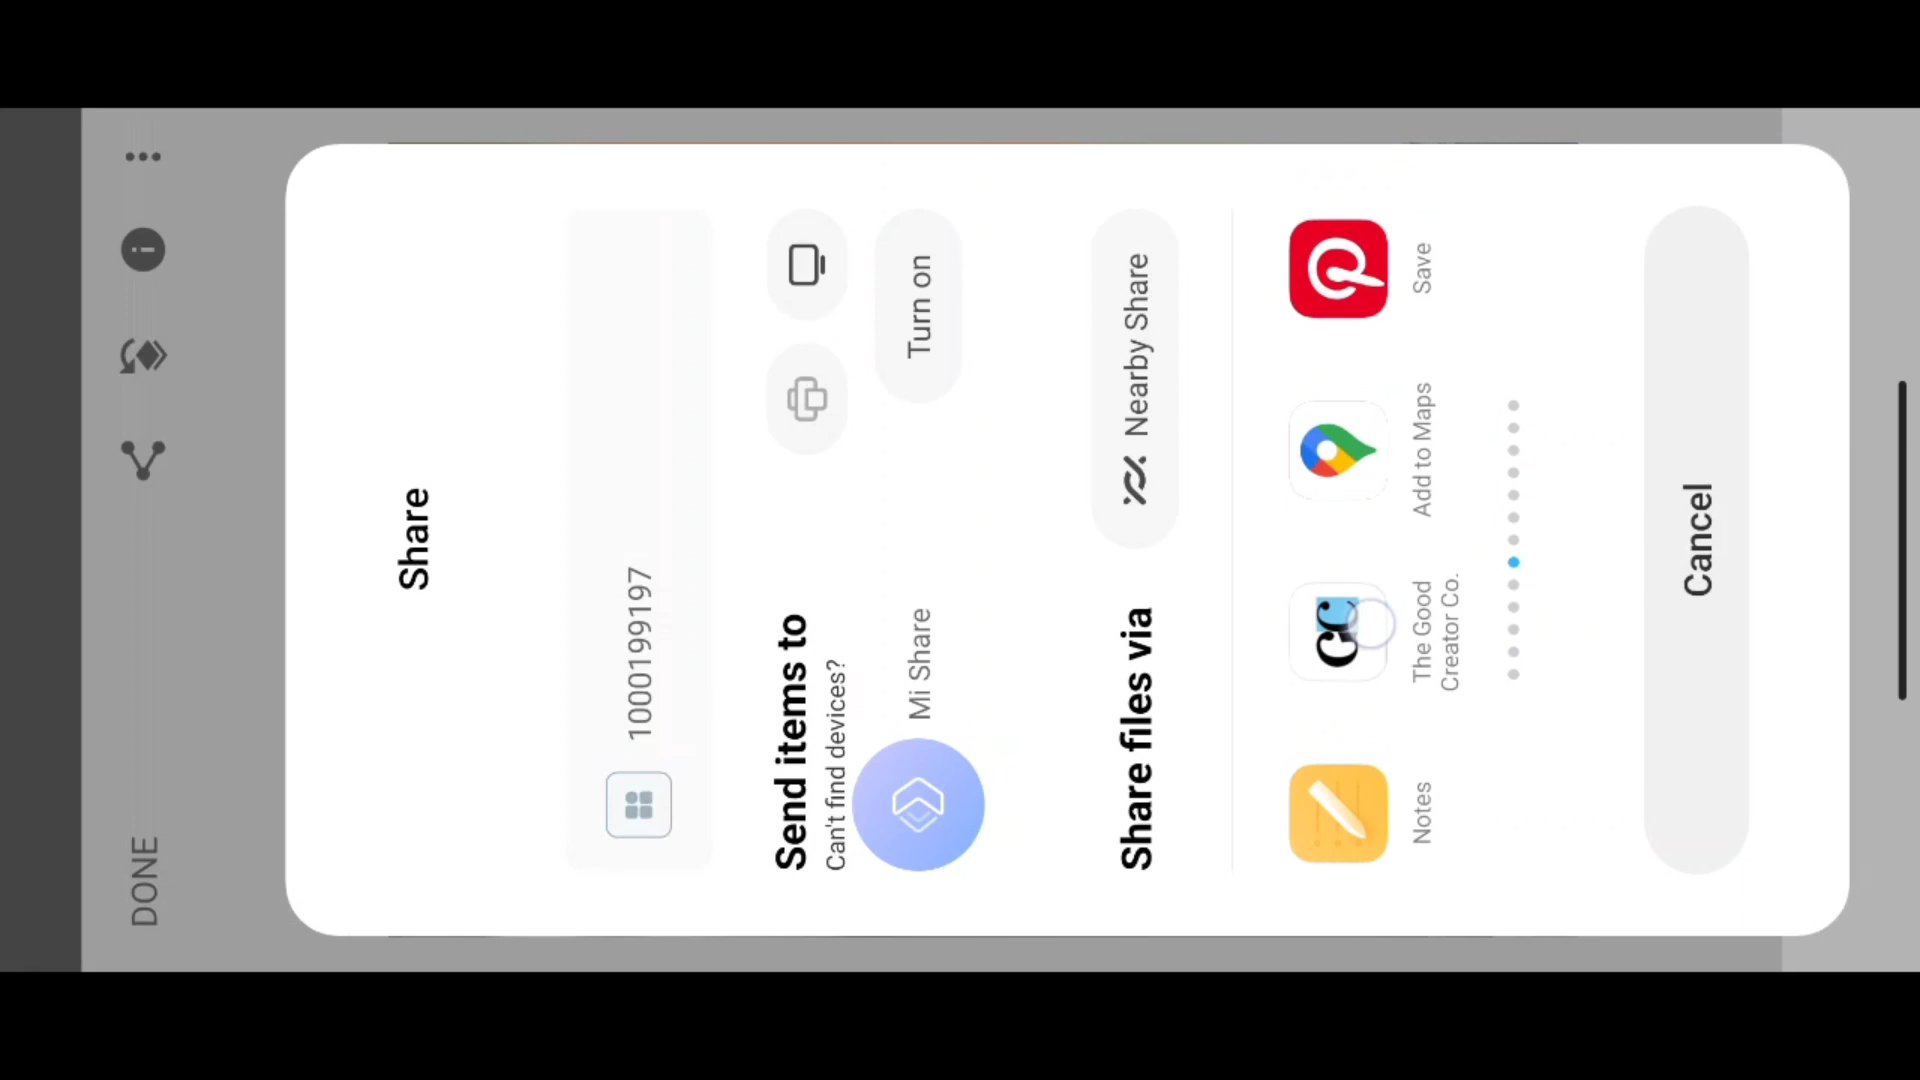 DONE
Share
1000199197
Send items to
Can't find devices?
Mi Share
Turn on
Share files via
Nearby Share
Notes
GC
The Good
Creator Co.
Add to Maps
Save
Cancel